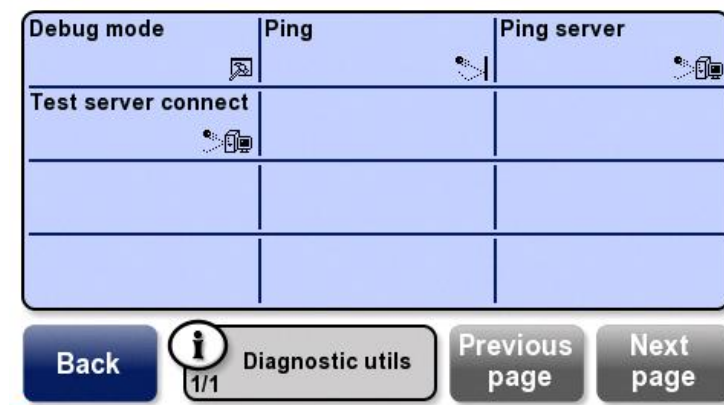 Debug mode
Ping
Ping server
Test server connect
Back
i
1/1
Diagnostic utils
Previous
page
Next
page